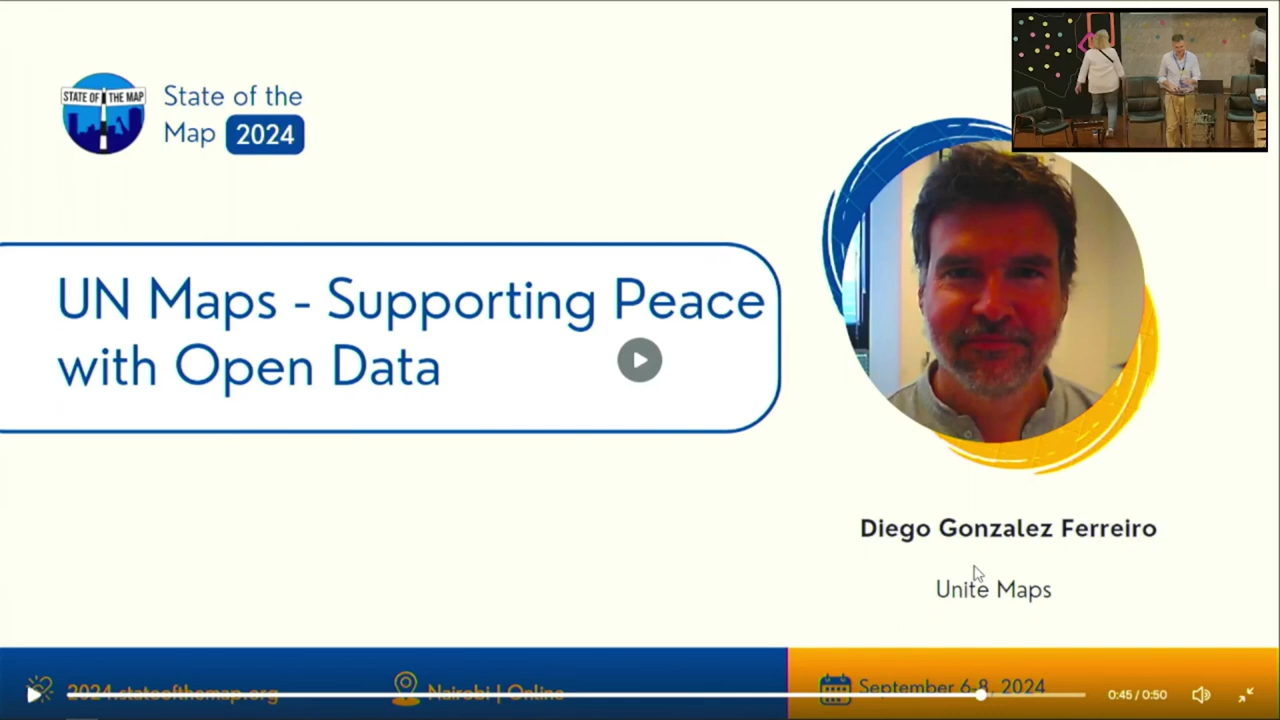 STATE OF THE MAP
State of the
Map 2024
UN Maps - Supporting Peace
with Open Data
Diego Gonzalez Ferreiro
Unite Maps
2024.stateofthemap.org
Nairobi | Online
September 6-8, 2024
0:45 / 0:50